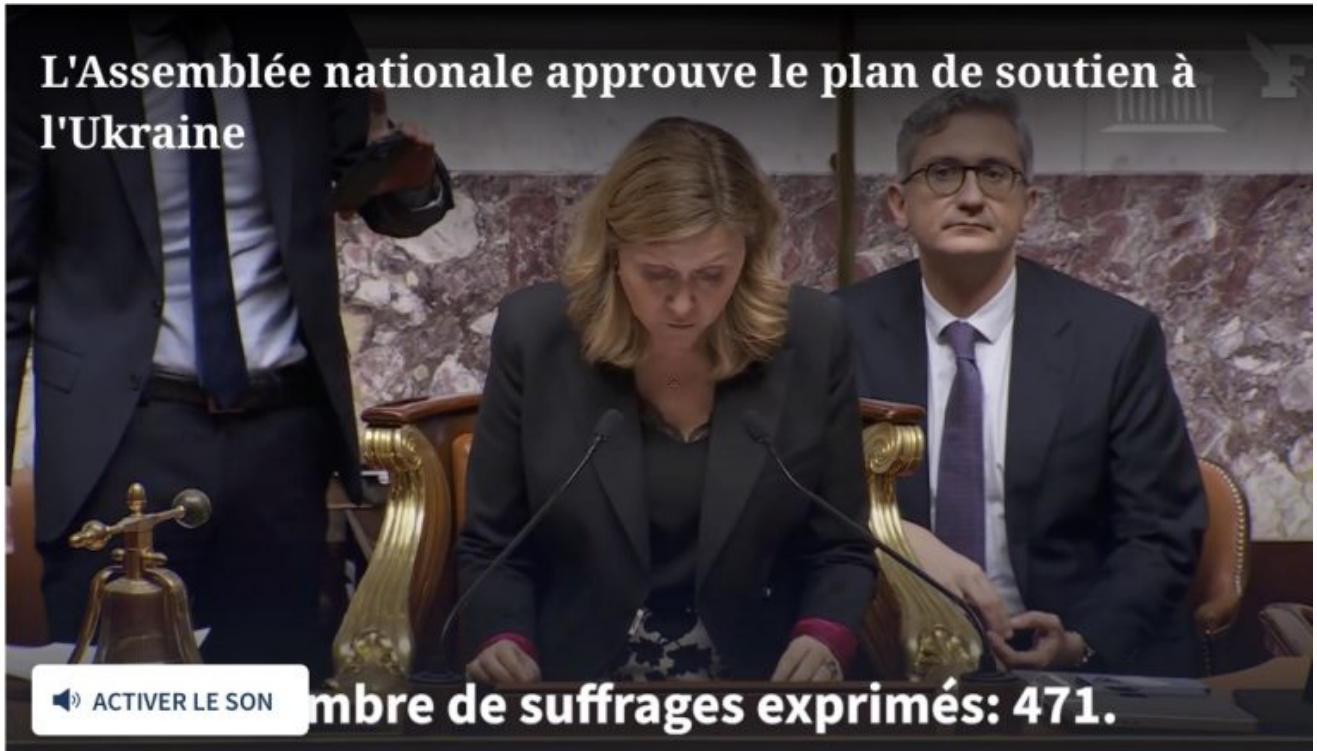 L'Assemblée nationale approuve le plan de soutien à
l'Ukraine
ACTIVER LE SON
mbre de suffrages exprimés: 471.